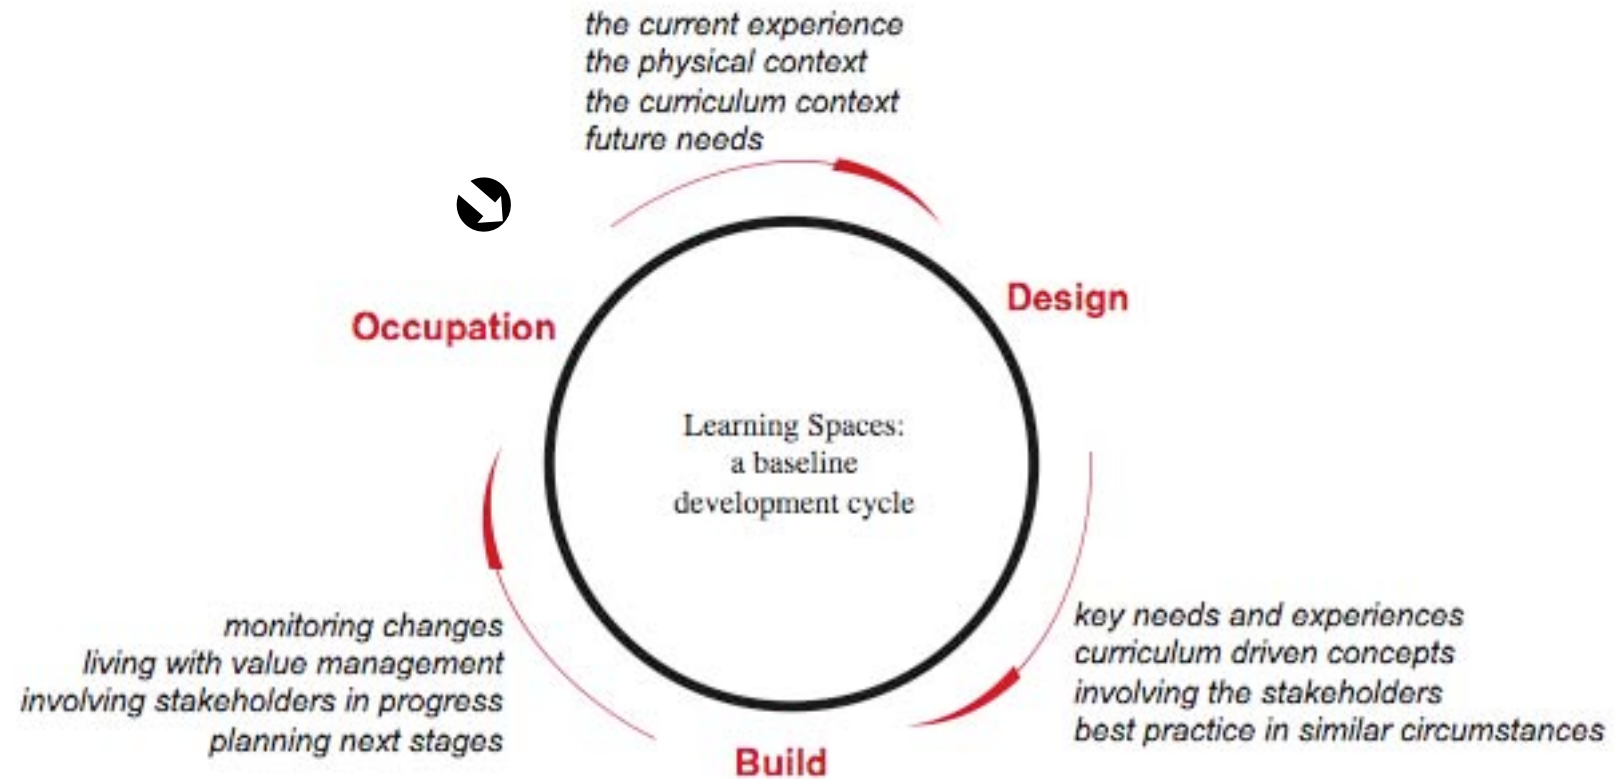 the current experience
the physical context
the curriculum context
future needs
Design
Occupation
Learning Spaces:
a baseline
development cycle
key needs and experiences
curriculum driven concepts
involving the stakeholders
best practice in similar circumstances
monitoring changes
living with value management
involving stakeholders in progress
planning next stages
Build